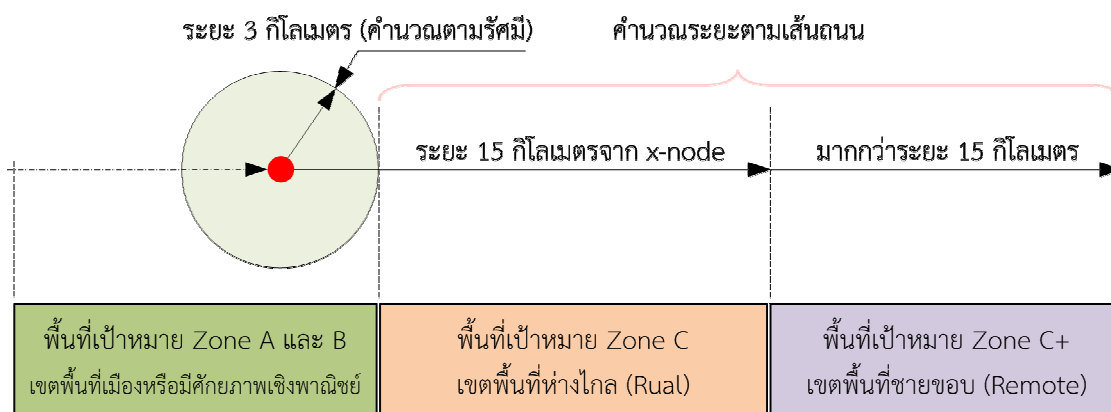 ระยะ 3 กิโลเมตร (คำนวณตามรัศมี)
คำนวณระยะตามเส้นถนน
ระยะ 15 กิโลเมตรจาก x-node
มากกว่าระยะ 15 กิโลเมตร
พื้นที่เป้าหมาย Zone A และ B
เขตพื้นที่เมืองหรือมีศักยภาพเชิงพาณิชย์
พื้นที่เป้าหมาย Zone C
เขตพื้นที่ห่างไกล (Rual)
พื้นที่เป้าหมาย Zone C+
เขตพื้นที่ชายขอบ (Remote)